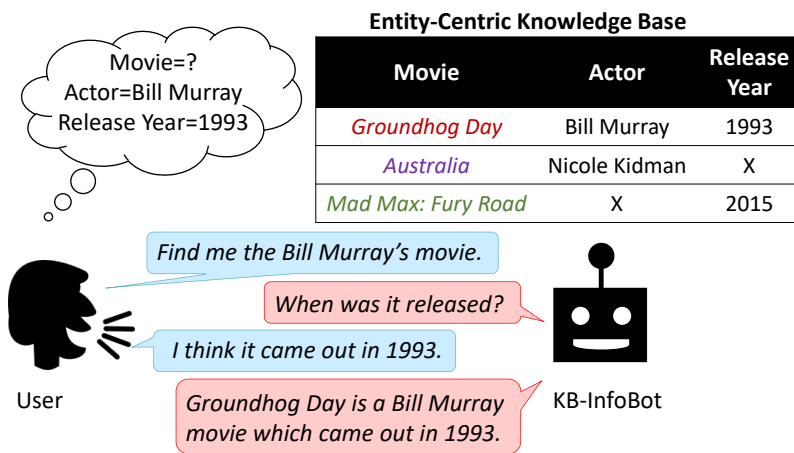 Entity-Centric Knowledge Base
Movie=?
Actor=Bill Murray
Release Year=1993
Movie Actor Release Year
Groundhog Day Bill Murray 1993
Australia Nicole Kidman X
Mad Max: Fury Road X 2015
Find me the Bill Murray's movie.
When was it released?
I think it came out in 1993.
User
KB-InfoBot
Groundhog Day is a Bill Murray
movie which came out in 1993.